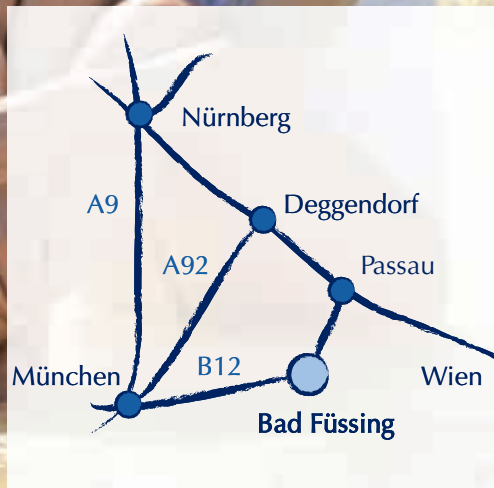 Nürnberg
A9
Deggendorf
A92
Passau
München
B12
Wien
Bad Füssing